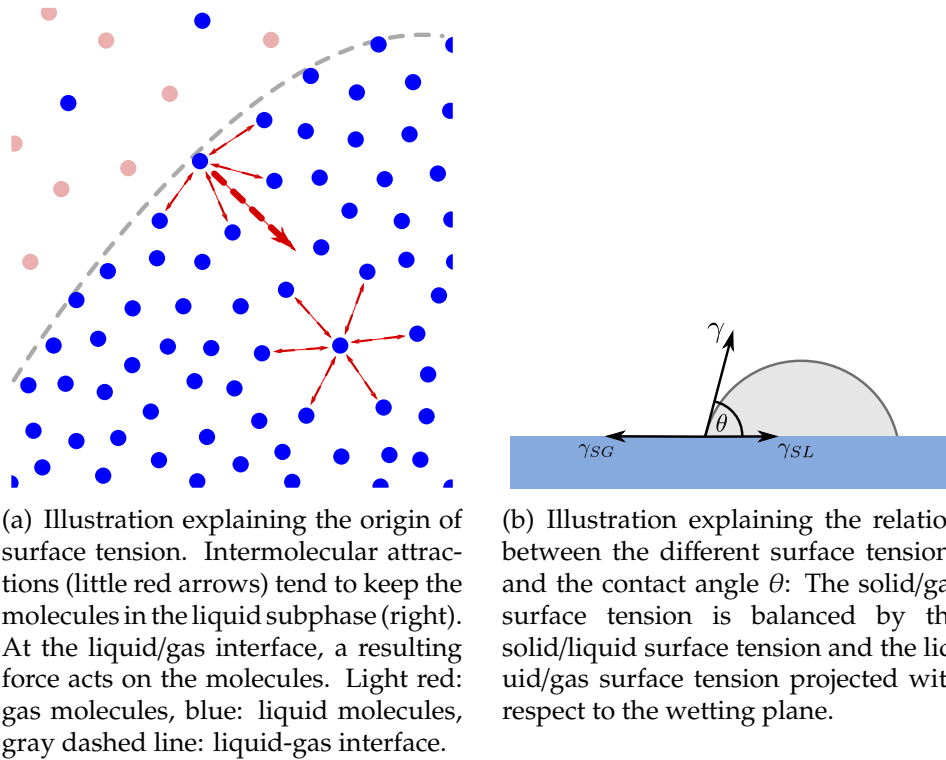 γ
θ
γSG
γSL
(a) Illustration explaining the origin of
surface tension. Intermolecular attrac-
tions (little red arrows) tend to keep the
molecules in the liquid subphase (right).
At the liquid/gas interface, a resulting
force acts on the molecules. Light red:
gas molecules, blue: liquid molecules,
gray dashed line: liquid-gas interface.
(b) Illustration explaining the relatio
between the different surface tension
and the contact angle θ: The solid/ga
surface tension is balanced by th
solid/liquid surface tension and the liq
uid/gas surface tension projected wit
respect to the wetting plane.